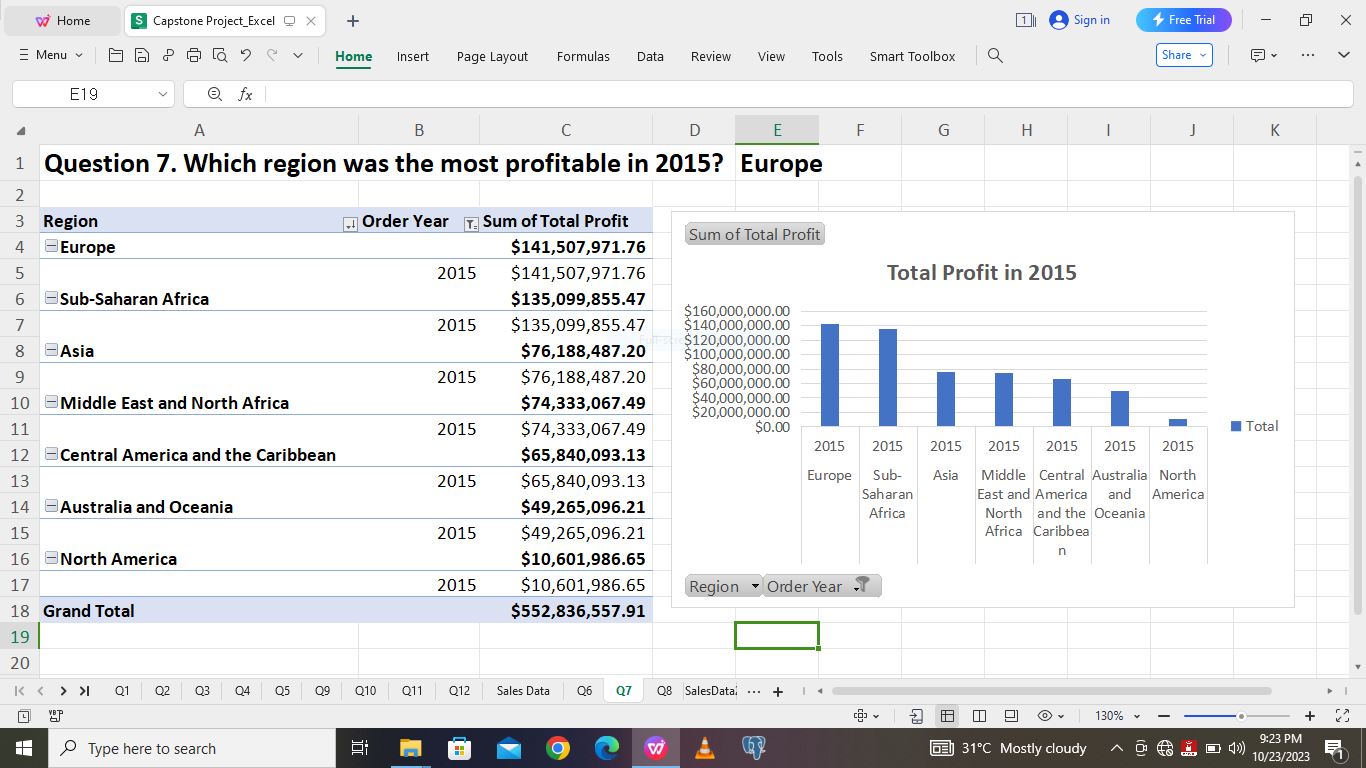 Home
Capstone Project_Excel
1
Sign in
Free Trial
Menu
Home Insert Page Layout Formulas Data Review View Tools Smart Toolbox
Share
E19
fx
A B C D E F G H I J K
1 Question 7. Which region was the most profitable in 2015? Europe
2
3 Region Order Year Sum of Total Profit
4 Europe $141,507,971.76
5 2015 $141,507,971.76
6 Sub-Saharan Africa $135,099,855.47
7 2015 $135,099,855.47
8 Asia $76,188,487.20
9 2015 $76,188,487.20
10 Middle East and North Africa $74,333,067.49
11 2015 $74,333,067.49
12 Central America and the Caribbean $65,840,093.13
13 2015 $65,840,093.13
14 Australia and Oceania $49,265,096.21
15 2015 $49,265,096.21
16 North America $10,601,986.65
17 2015 $10,601,986.65
18 Grand Total $552,836,557.91
19
20
Sum of Total Profit
Total Profit in 2015
$160,000,000.00
$140,000,000.00
$120,000,000.00
$100,000,000.00
$80,000,000.00
$60,000,000.00
$40,000,000.00
$20,000,000.00
$0.00
Total
2015 2015 2015 2015 2015 2015 2015
Europe Sub- Asia Middle Central Australia North
Saharan East and America and America
Africa North and the Oceania
Africa Caribbea
n
Region Order Year
Q1 Q2 Q3 Q4 Q5 Q9 Q10 Q11 Q12 Sales Data Q6 Q7 Q8 SalesData
130%
Type here to search
31°C Mostly cloudy
9:23 PM
10/23/2023
1